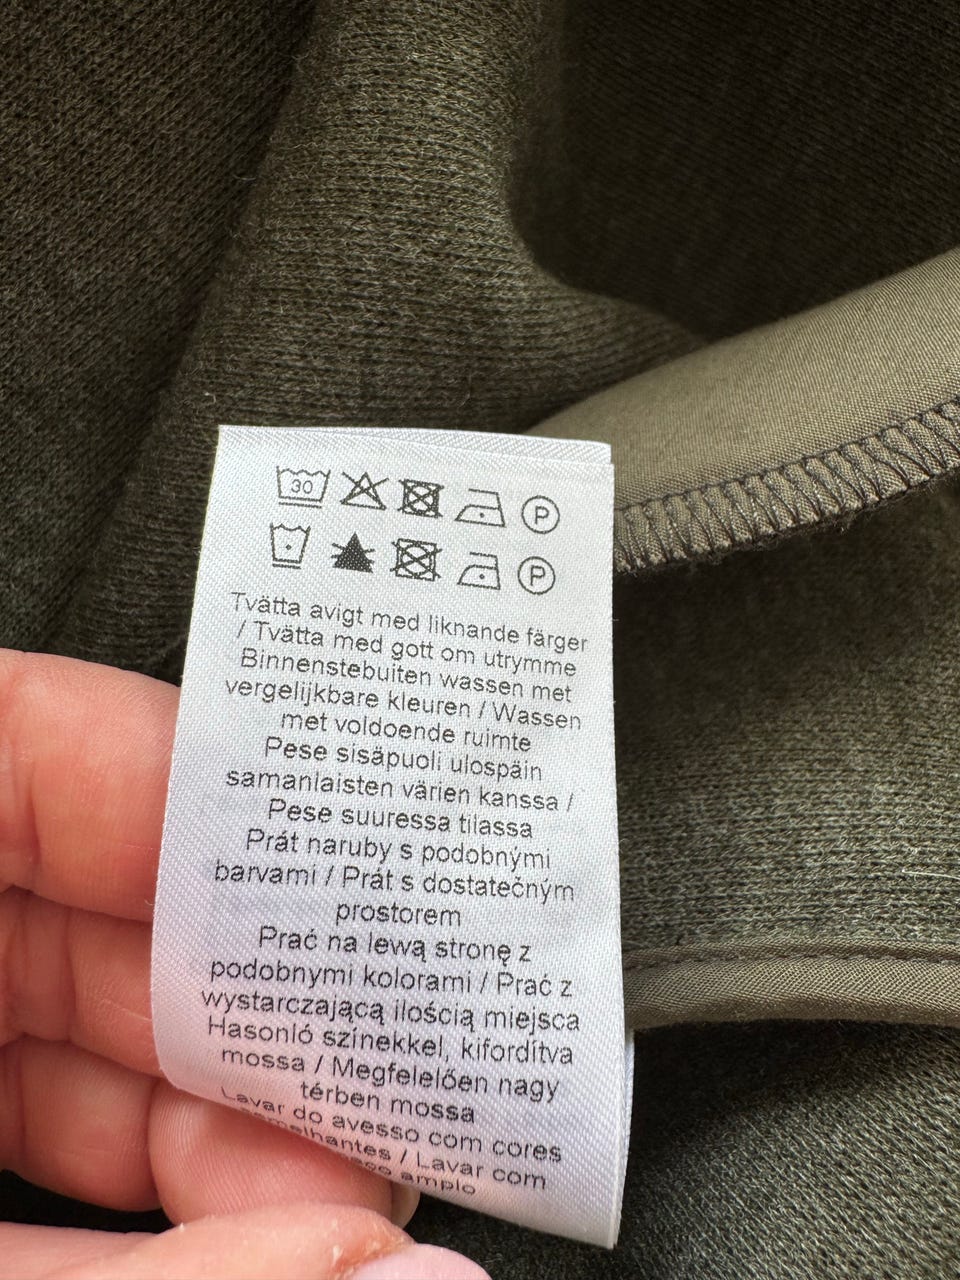 30 P
P
Tvätta avigt med liknande färger
/ Tvätta med gott om utrymme
Binnenstebuiten wassen met
vergelijkbare kleuren / Wassen
met voldoende ruimte
Pese sisäpuoli ulospäin
samanlaisten värien kanssa /
Pese suuressa tilassa
Prát naruby s podobnými
barvami / Prát s dostatečným
prostorem
Prać na lewą stronę z
podobnymi kolorami / Prać z
wystarczającą ilością miejsca
Hasonló színekkel, kifordítva
mossa / Megfelelően nagy
térben mossa
Lavar do avesso com cores
/ Lavar com
amplo